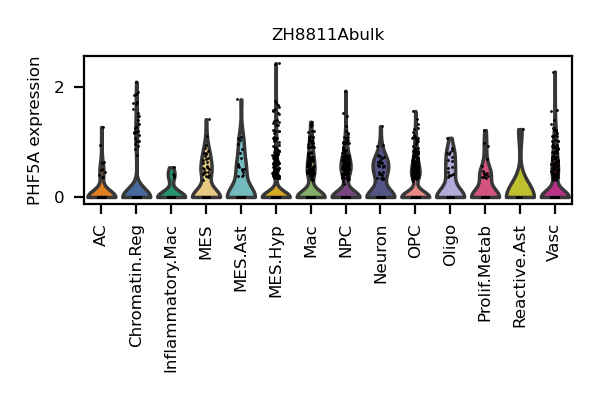 ZH8811Abulk
PHF5A expression
2
0
AC
Chromatin.Reg
Inflammatory.Mac
MES
MES.Ast
MES.Hyp
Mac
NPC
Neuron
OPC
Oligo
Prolif.Metab
Reactive.Ast
Vasc